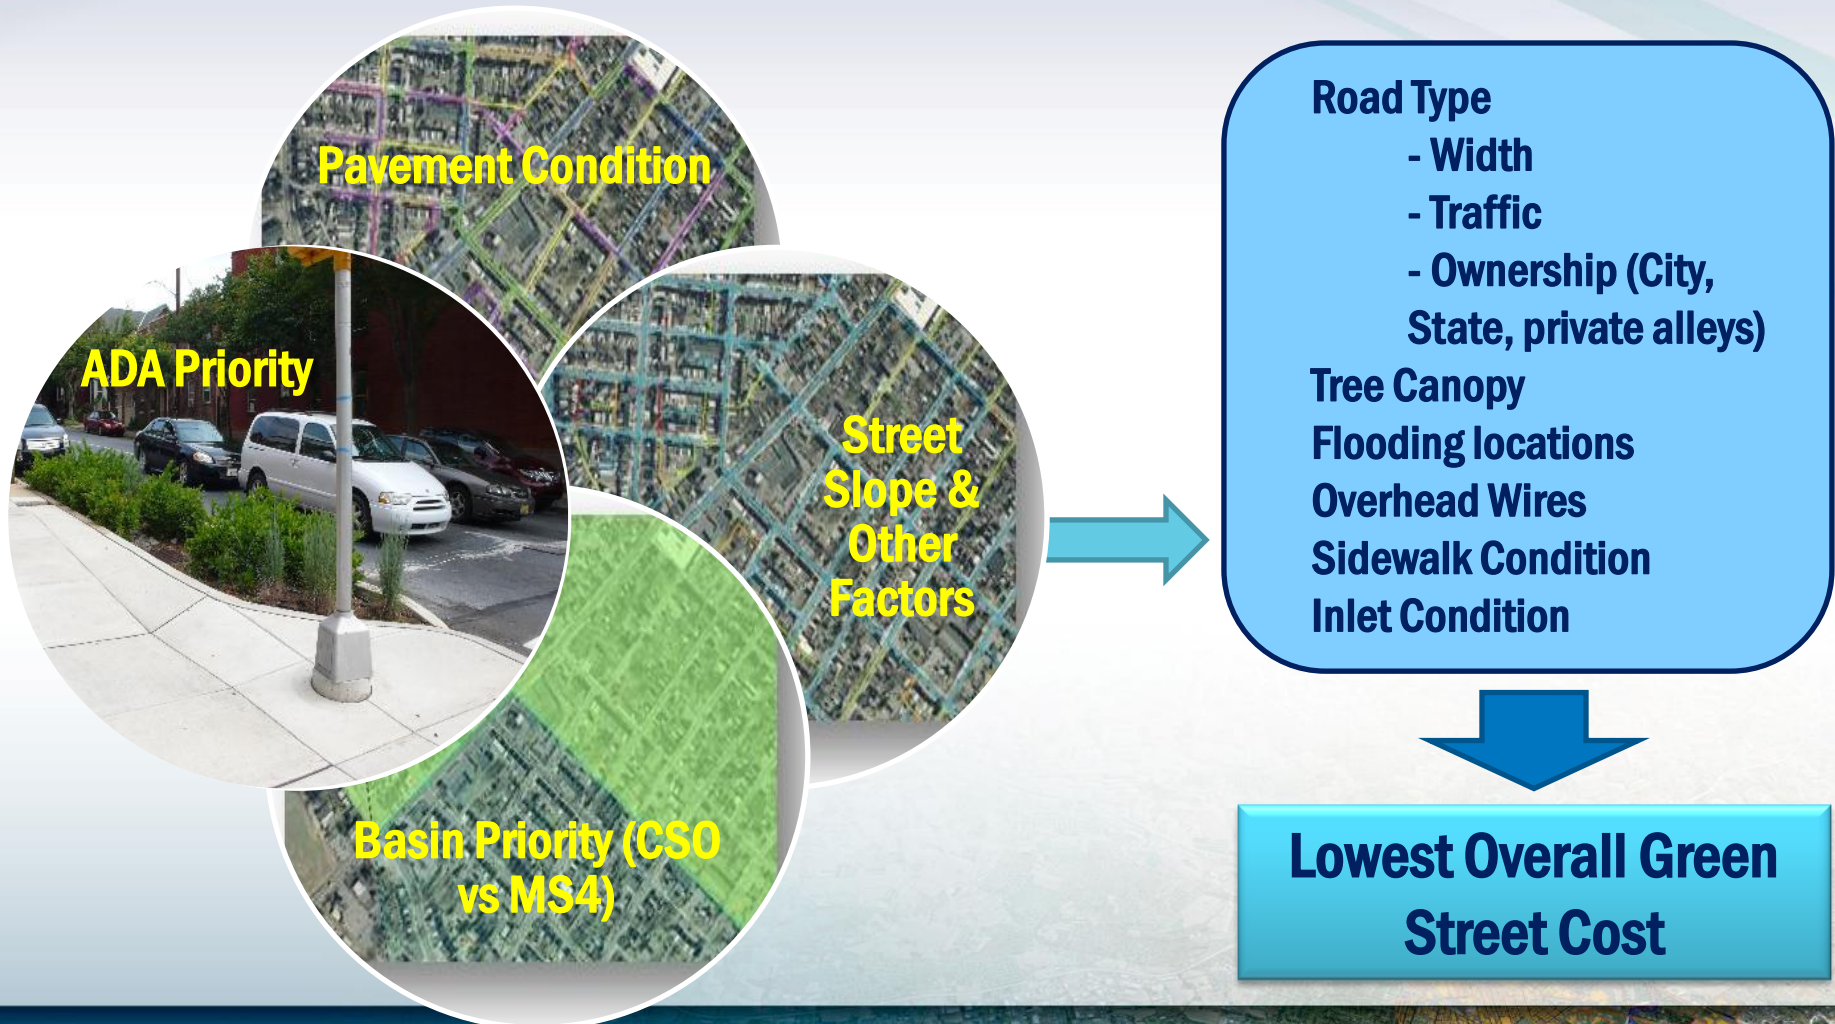 Pavement Condition
ADA Priority
Street
Slope &
Other
Factors
Basin Priority (CSO
vs MS4)
Road Type
- Width
- Traffic
- Ownership (City,
State, private alleys)
Tree Canopy
Flooding locations
Overhead Wires
Sidewalk Condition
Inlet Condition
Lowest Overall Green
Street Cost